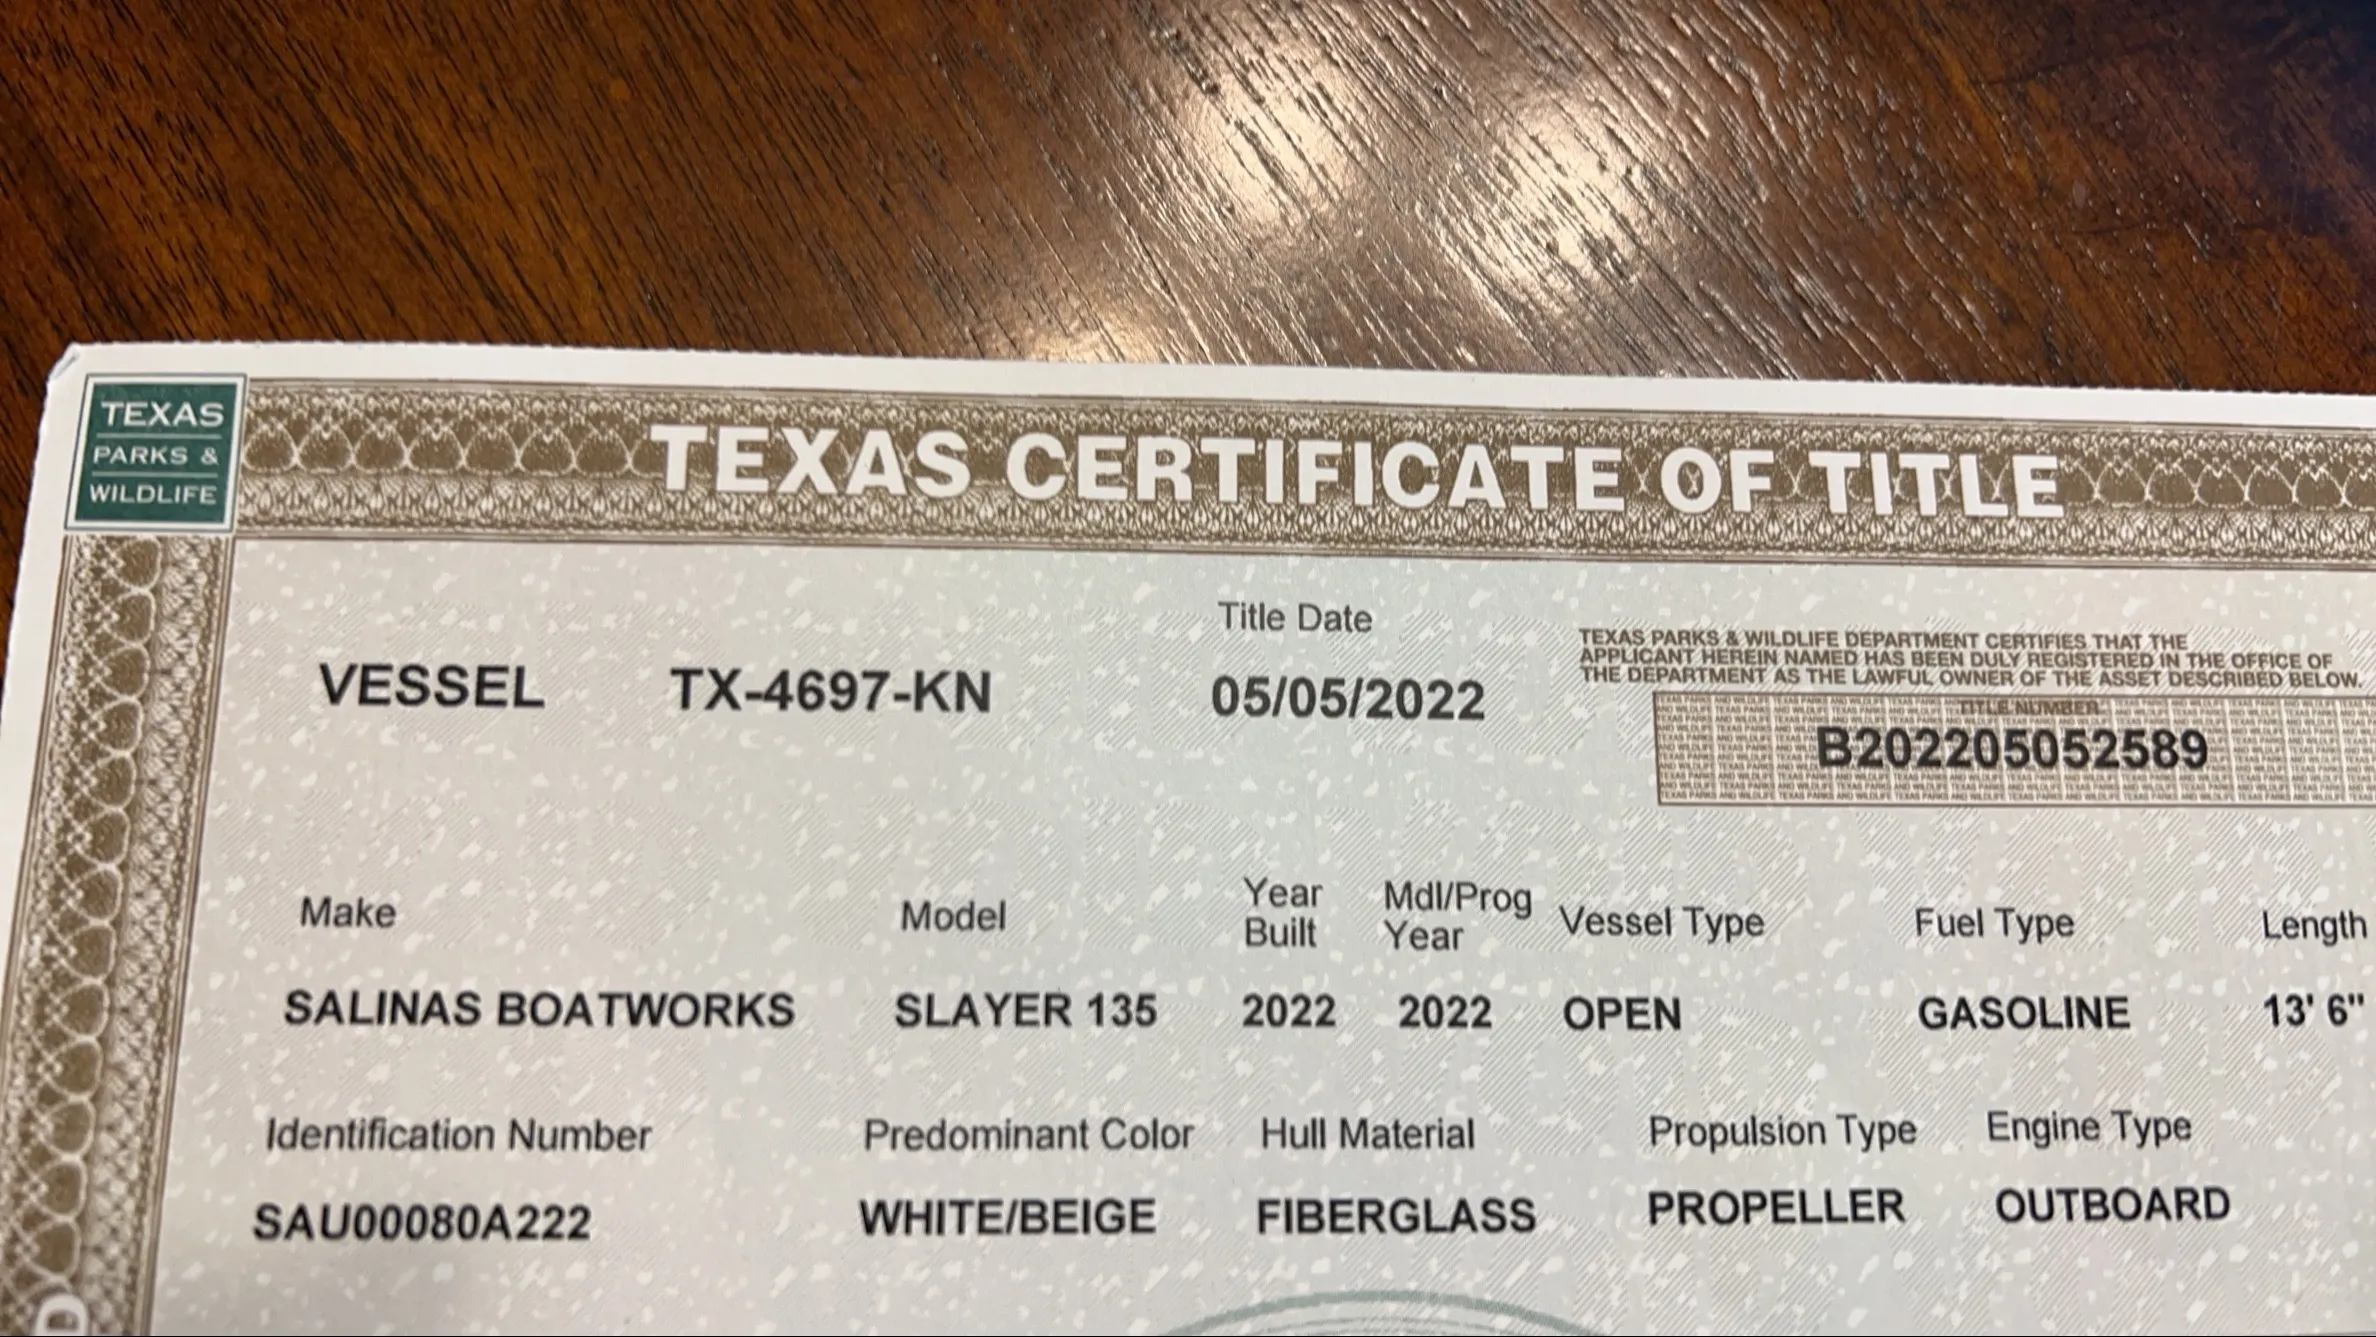 TEXAS
PARKS &
WILDLIFE
TEXAS CERTIFICATE OF TITLE
VESSEL TX-4697-KN
Title Date
05/05/2022
TEXAS PARKS & WILDLIFE DEPARTMENT CERTIFIES THAT THE
APPLICANT HEREIN NAMED HAS BEEN DULY REGISTERED IN THE OFFICE OF
THE DEPARTMENT AS THE LAWFUL OWNER OF THE ASSET DESCRIBED BELOW.
TITLE NUMBER
B202205052589
Make Model Year Built Mdl/Prog Year Vessel Type Fuel Type Length
SALINAS BOATWORKS SLAYER 135 2022 2022 OPEN GASOLINE 13' 6"
Identification Number Predominant Color Hull Material Propulsion Type Engine Type
SAU00080A222 WHITE/BEIGE FIBERGLASS PROPELLER OUTBOARD